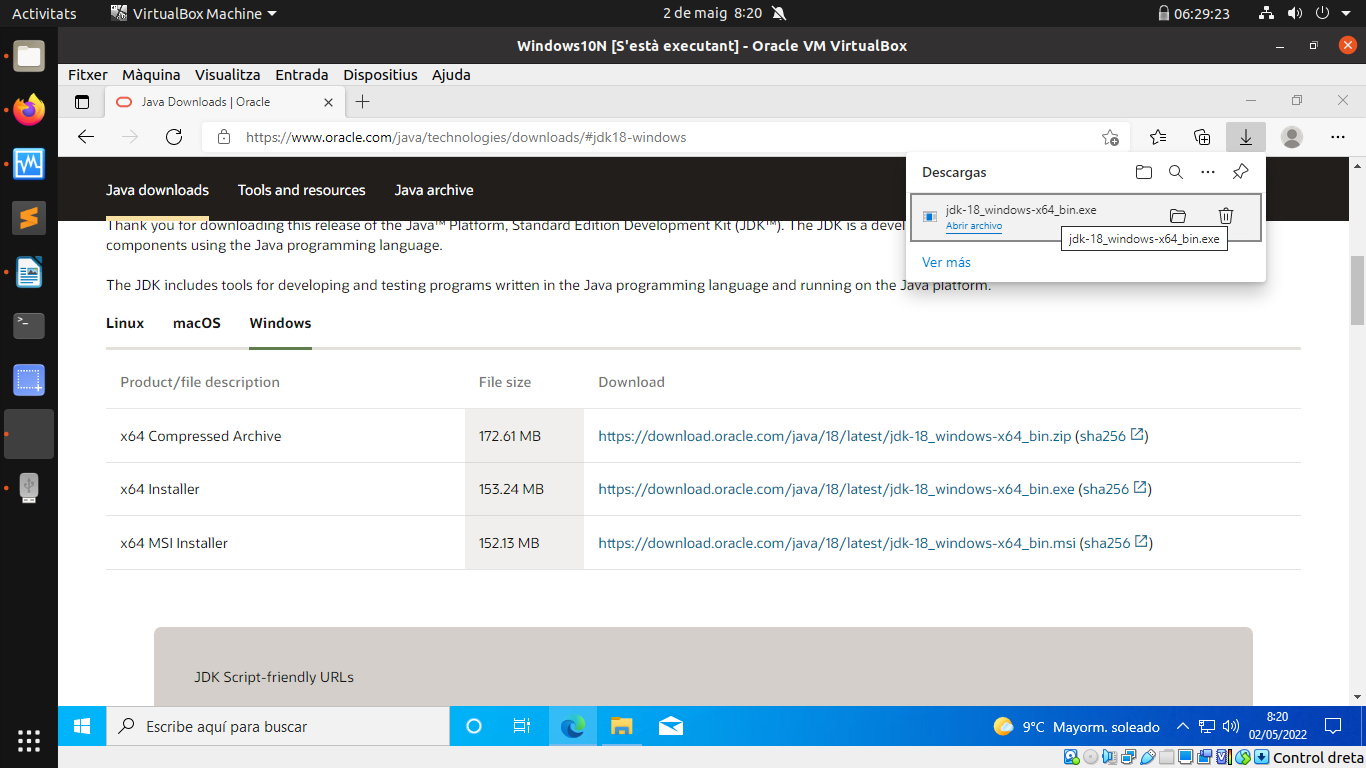 Activitats
VirtualBox Machine
2 de maig 8:20
06:29:23
Windows10N [S'està executant] - Oracle VM VirtualBox
Fitxer Màquina Visualitza Entrada Dispositius Ajuda
Java Downloads | Oracle
https://www.oracle.com/java/technologies/downloads/#jdk18-windows
Java downloads Tools and resources Java archive
Descargas
jdk-18_windows-x64_bin.exe
Abrir archivo
jdk-18_windows-x64_bin.exe
Ver más
Thank you for downloading this release of the Java™ Platform, Standard Edition Development Kit (JDK™). The JDK is a devel
components using the Java programming language.
The JDK includes tools for developing and testing programs written in the Java programming language and running on the Java platform.
Linux macOS Windows
Product/file description File size Download
x64 Compressed Archive 172.61 MB https://download.oracle.com/java/18/latest/jdk-18_windows-x64_bin.zip (sha256)
x64 Installer 153.24 MB https://download.oracle.com/java/18/latest/jdk-18_windows-x64_bin.exe (sha256)
x64 MSI Installer 152.13 MB https://download.oracle.com/java/18/latest/jdk-18_windows-x64_bin.msi (sha256)
JDK Script-friendly URLs
Escribe aquí para buscar
9°C Mayorm. soleado
8:20
02/05/2022
Control dreta